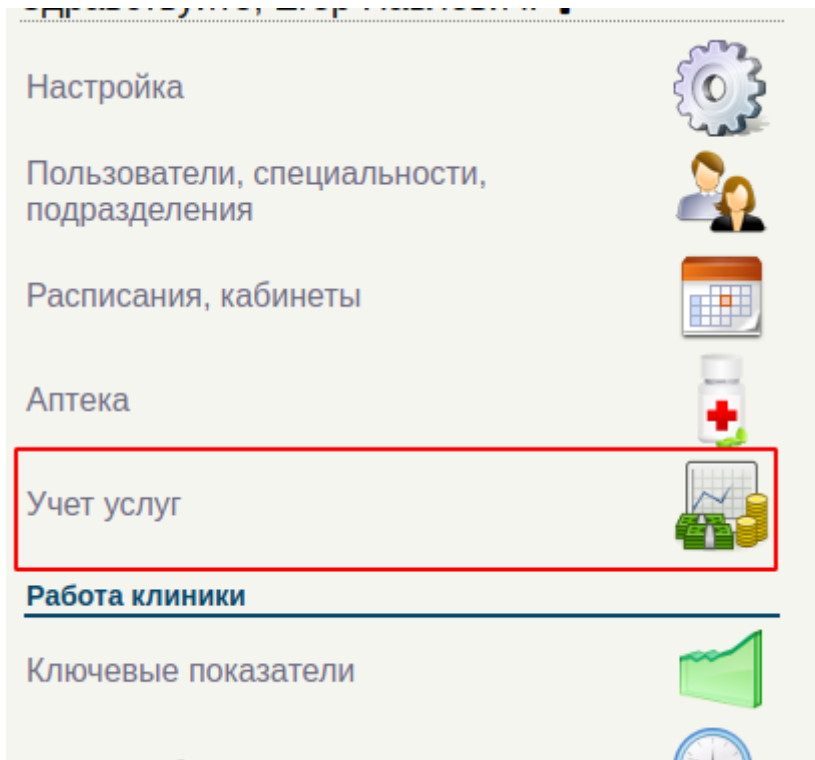 Настройка
Пользователи, специальности,
подразделения
Расписания, кабинеты
Аптека
Учет услуг
Работа клиники
Ключевые показатели